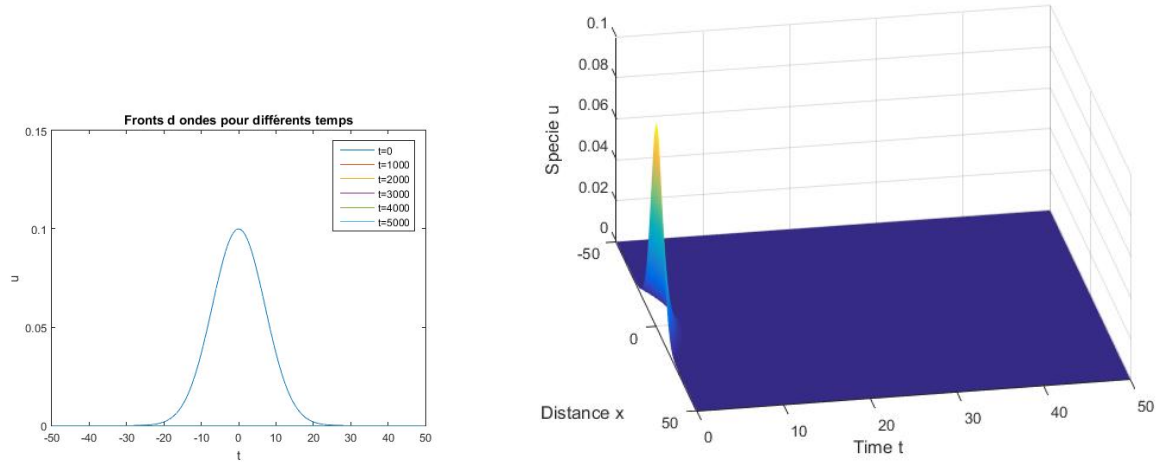 Fronts d ondes pour différents temps
0.15
0.1
0.05
0
u
t=0
t=1000
t=2000
t=3000
t=4000
t=5000
-50 -40 -30 -20 -10 0 10 20 30 40 50
t
0.1
0.08
0.06
0.04
0.02
0
Specie u
-50
0
50
Distance x
0 10 20 30 40 50
Time t